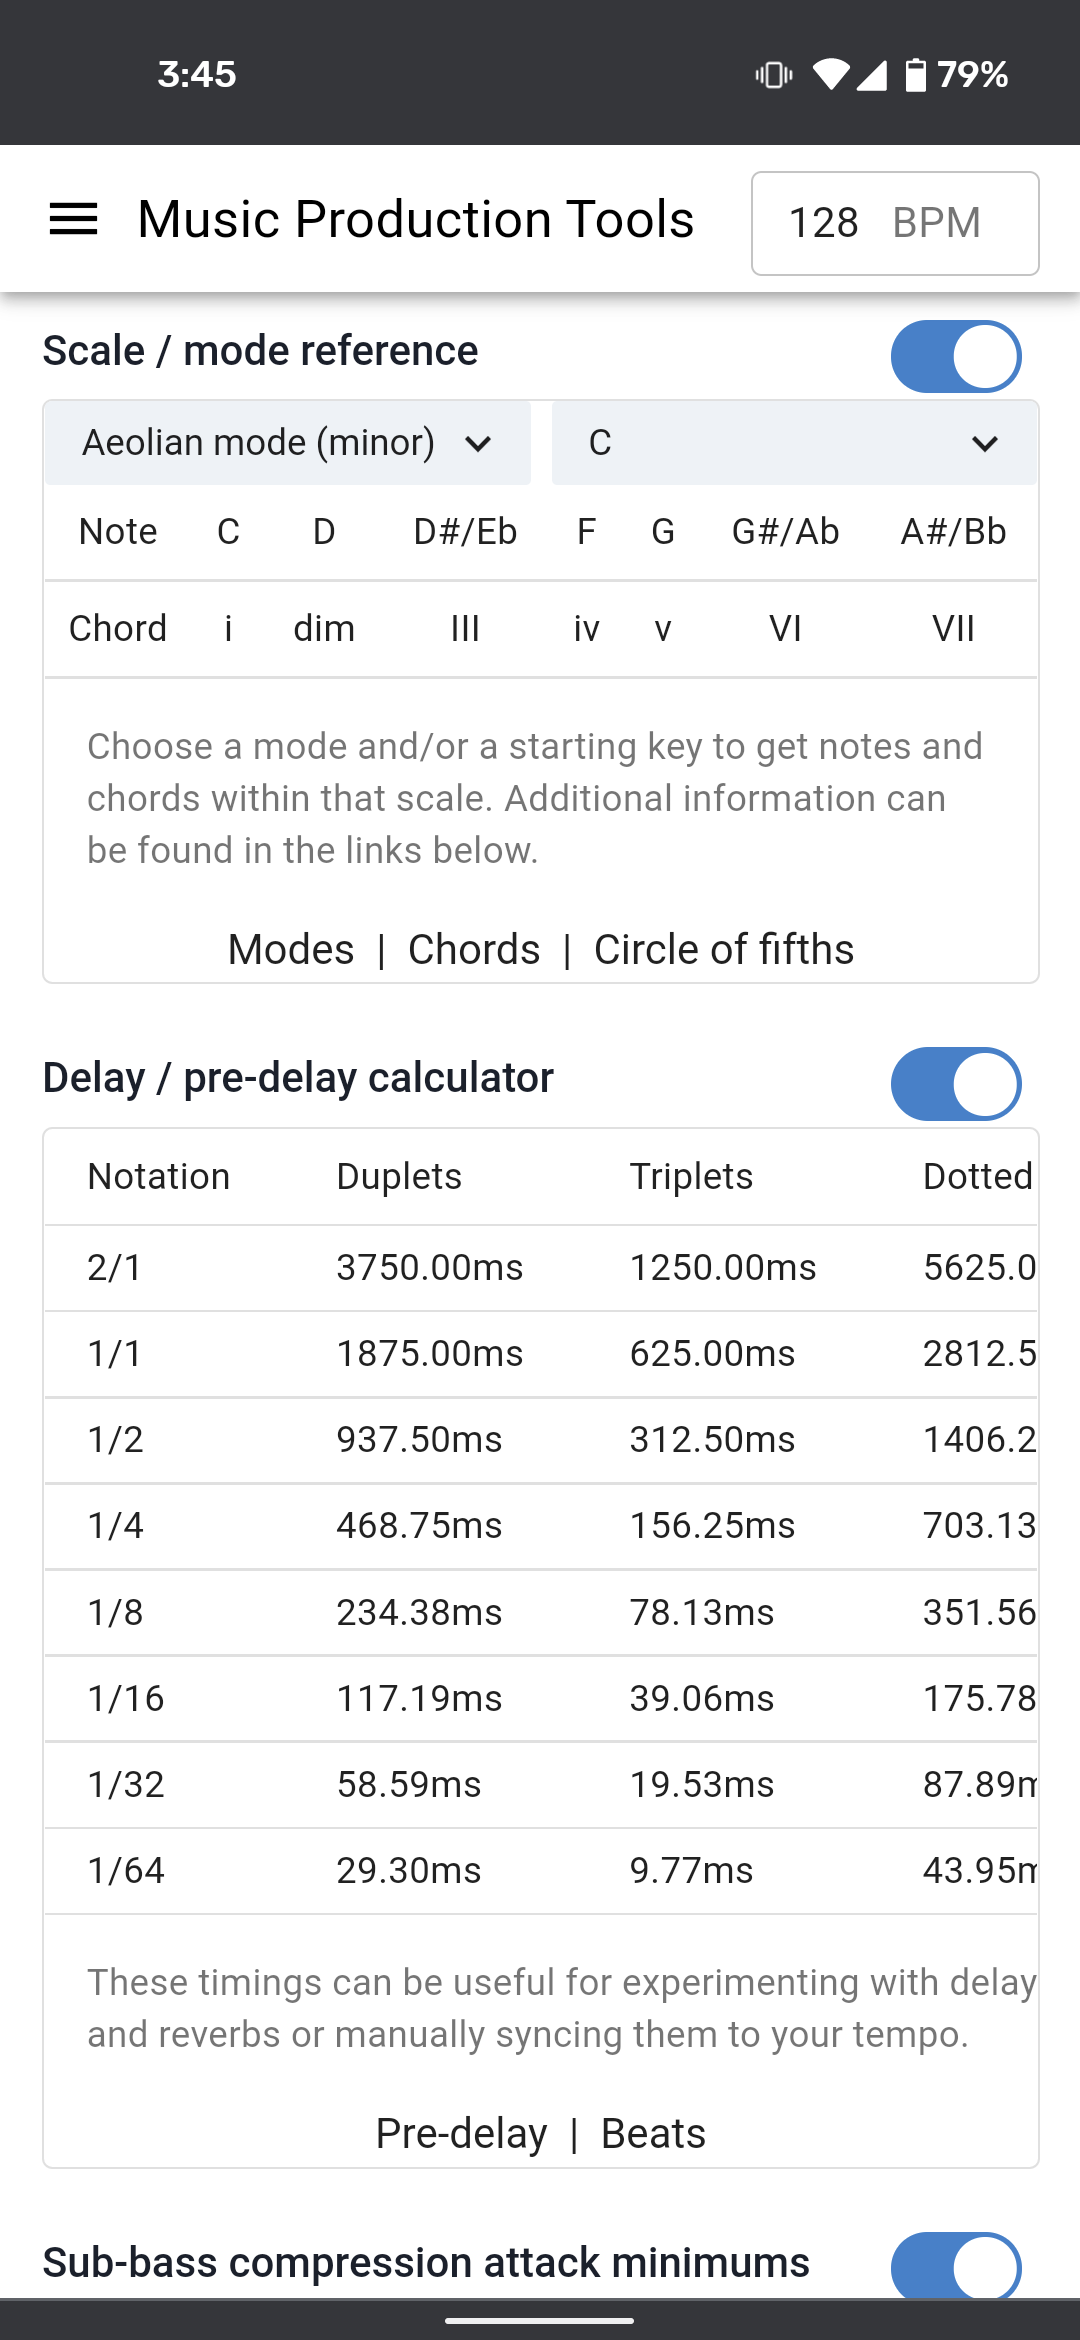 3:45
79%
Music Production Tools
128 BPM
Scale / mode reference
Aeolian mode (minor)
C
Note C D D#/Eb F G G#/Ab A#/Bb
Chord i dim III iv v VI VII
Choose a mode and/or a starting key to get notes and
chords within that scale. Additional information can
be found in the links below.
Modes | Chords | Circle of fifths
Delay / pre-delay calculator
Notation Duplets Triplets Dotted
2/1 3750.00ms 1250.00ms 5625.0
1/1 1875.00ms 625.00ms 2812.5
1/2 937.50ms 312.50ms 1406.2
1/4 468.75ms 156.25ms 703.13
1/8 234.38ms 78.13ms 351.56
1/16 117.19ms 39.06ms 175.78
1/32 58.59ms 19.53ms 87.89m
1/64 29.30ms 9.77ms 43.95m
These timings can be useful for experimenting with delay
and reverbs or manually syncing them to your tempo.
Pre-delay | Beats
Sub-bass compression attack minimums